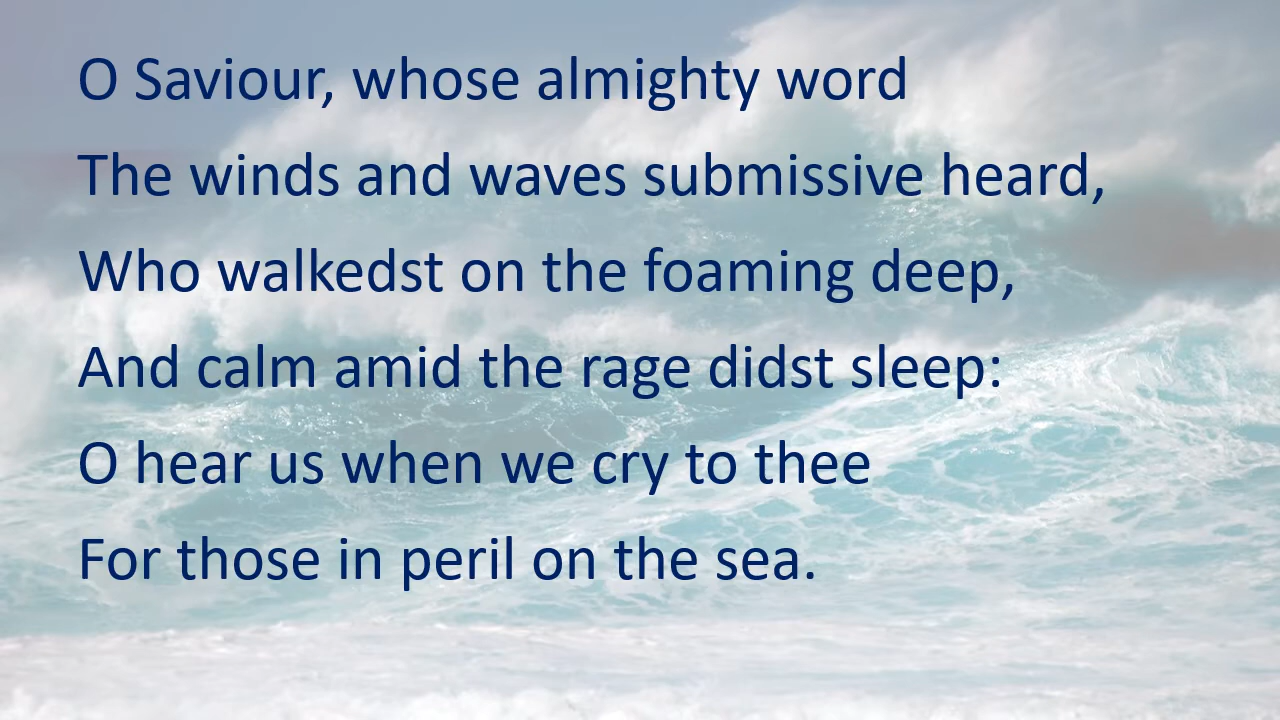 O Saviour, whose almighty word
The winds and waves submissive heard,
Who walkedst on the foaming deep,
And calm amid the rage didst sleep:
O hear us when we cry to thee
For those in peril on the sea.